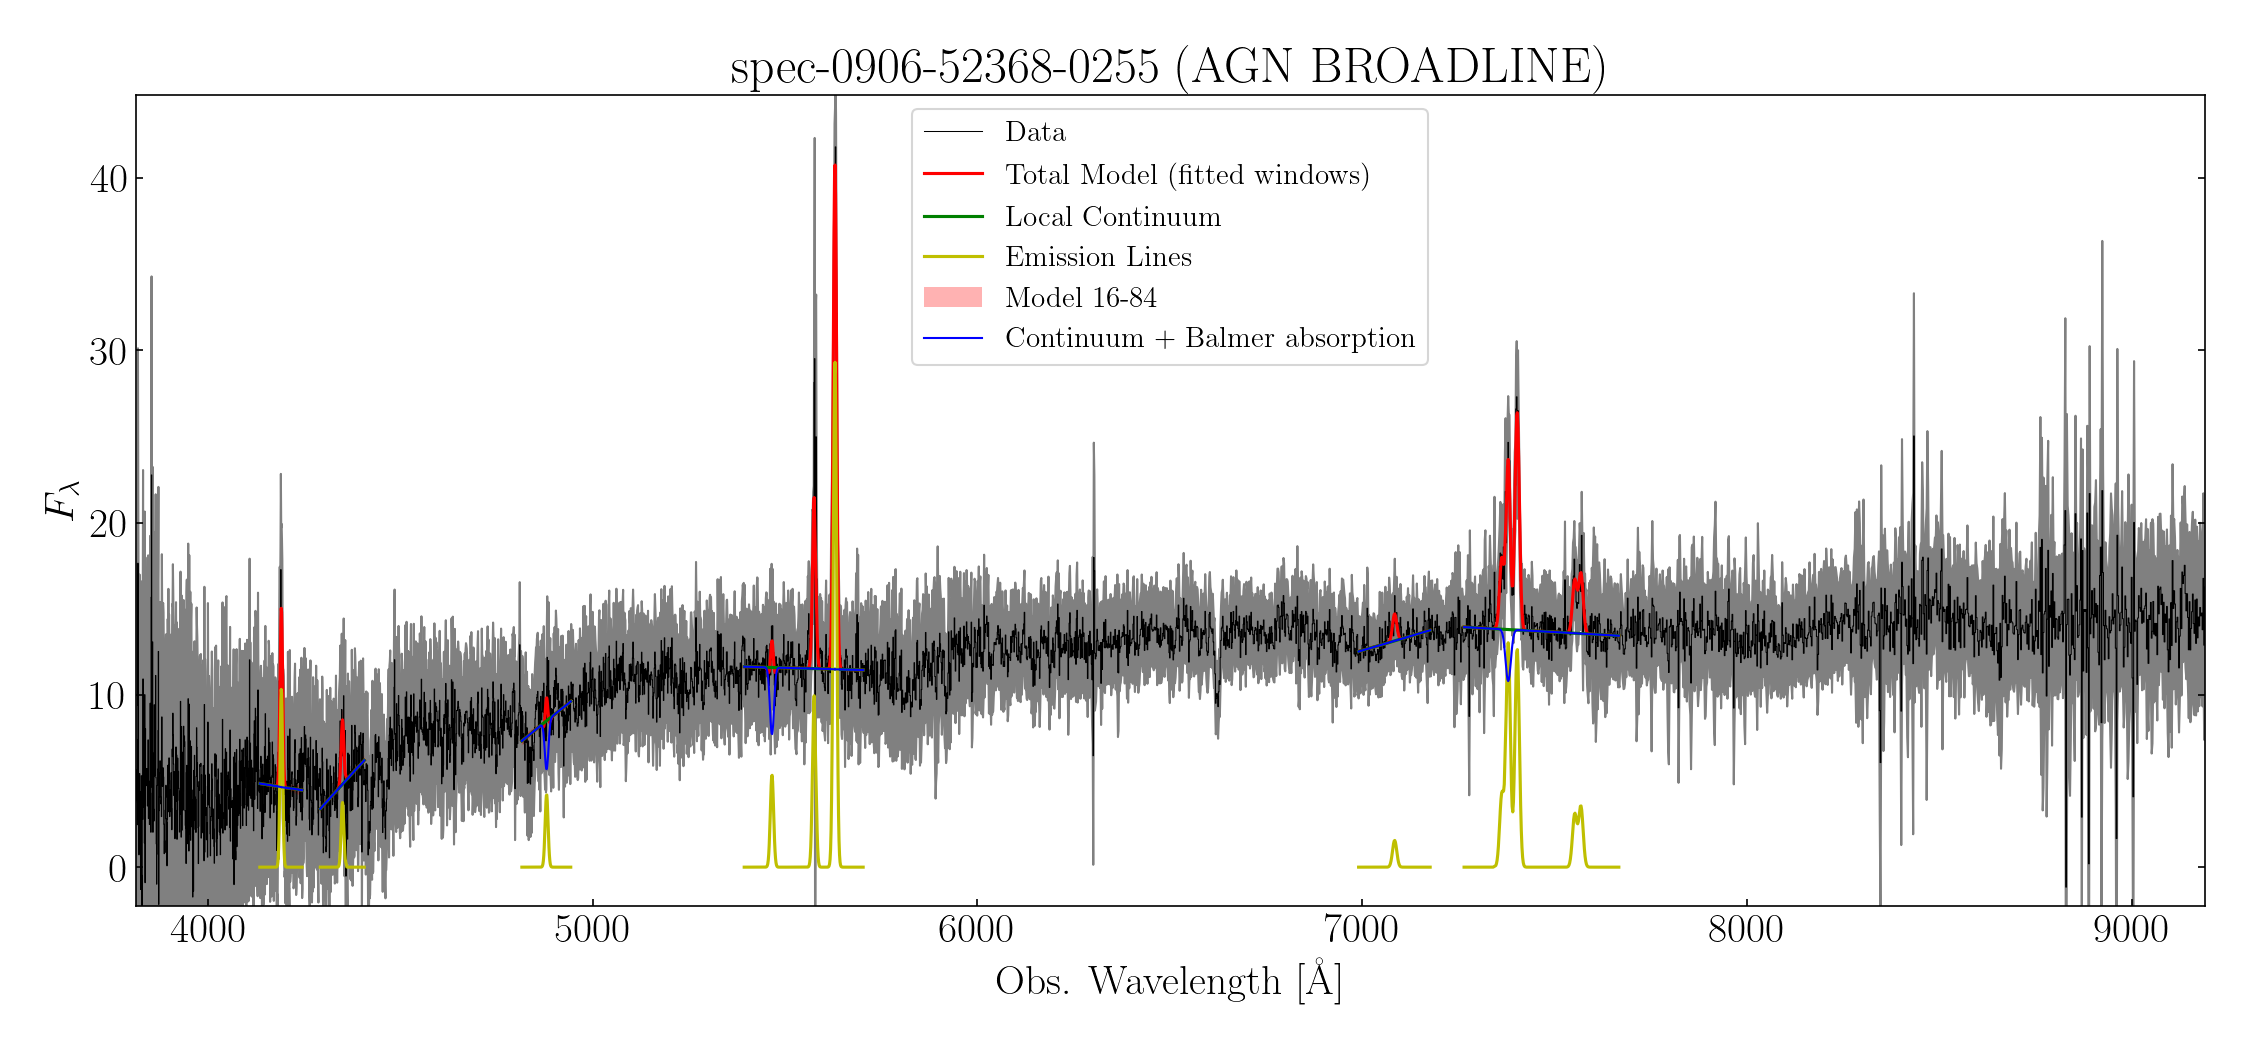 spec-0906-52368-0255 (AGN BROADLINE)
Data
Total Model (fitted windows)
Local Continuum
Emission Lines
Model 16-84
Continuum + Balmer absorption
40
30
20
10
0
Fλ
4000 5000 6000 7000 8000 9000
Obs. Wavelength [Å]